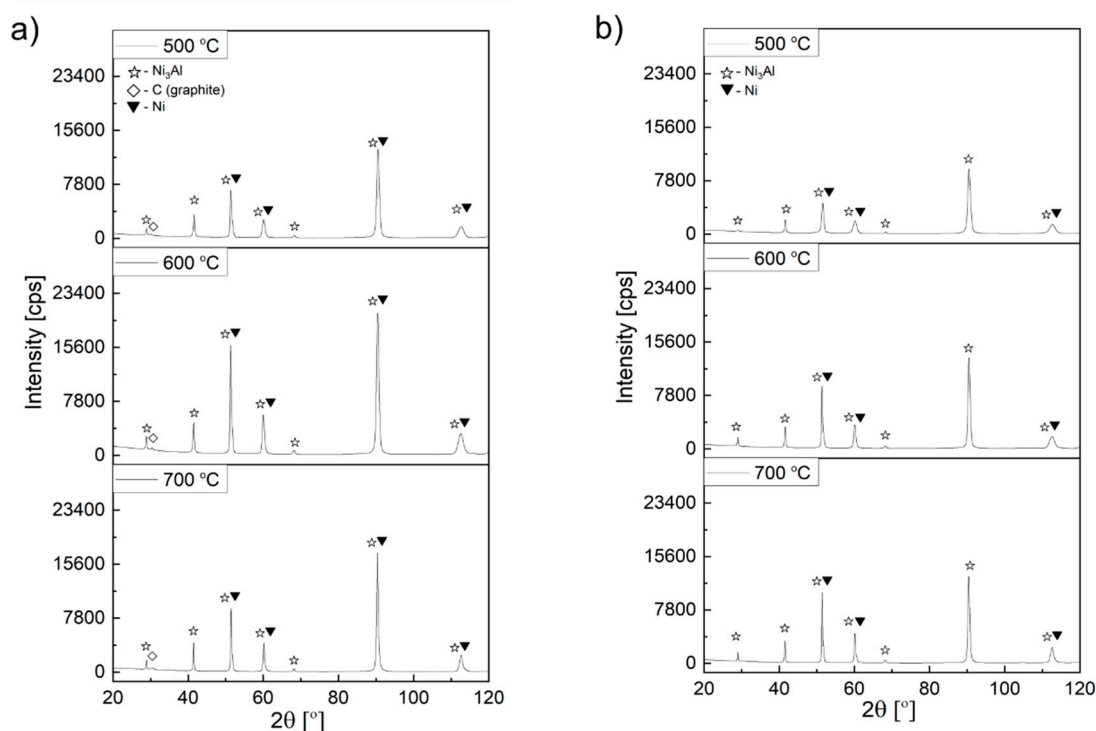 a)
500 °C
☆ - Ni₃Al
◇ - C (graphite)
▼ - Ni
23400
15600
7800
0
600 °C
23400
15600
7800
0
700 °C
23400
15600
7800
0
Intensity [cps]
20 40 60 80 100 120
2θ [°]
b)
500 °C
☆ - Ni₃Al
▼ - Ni
23400
15600
7800
0
600 °C
23400
15600
7800
0
700 °C
23400
15600
7800
0
Intensity [cps]
20 40 60 80 100 120
2θ [°]